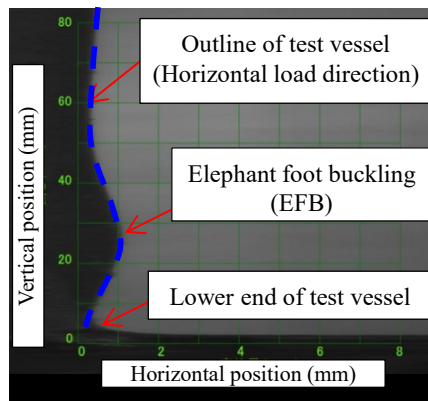 80
Outline of test vessel
(Horizontal load direction)
60
Vertical position (mm)
40
Elephant foot buckling
(EFB)
20
Lower end of test vessel
0
0
2
4
6
8
Horizontal position (mm)